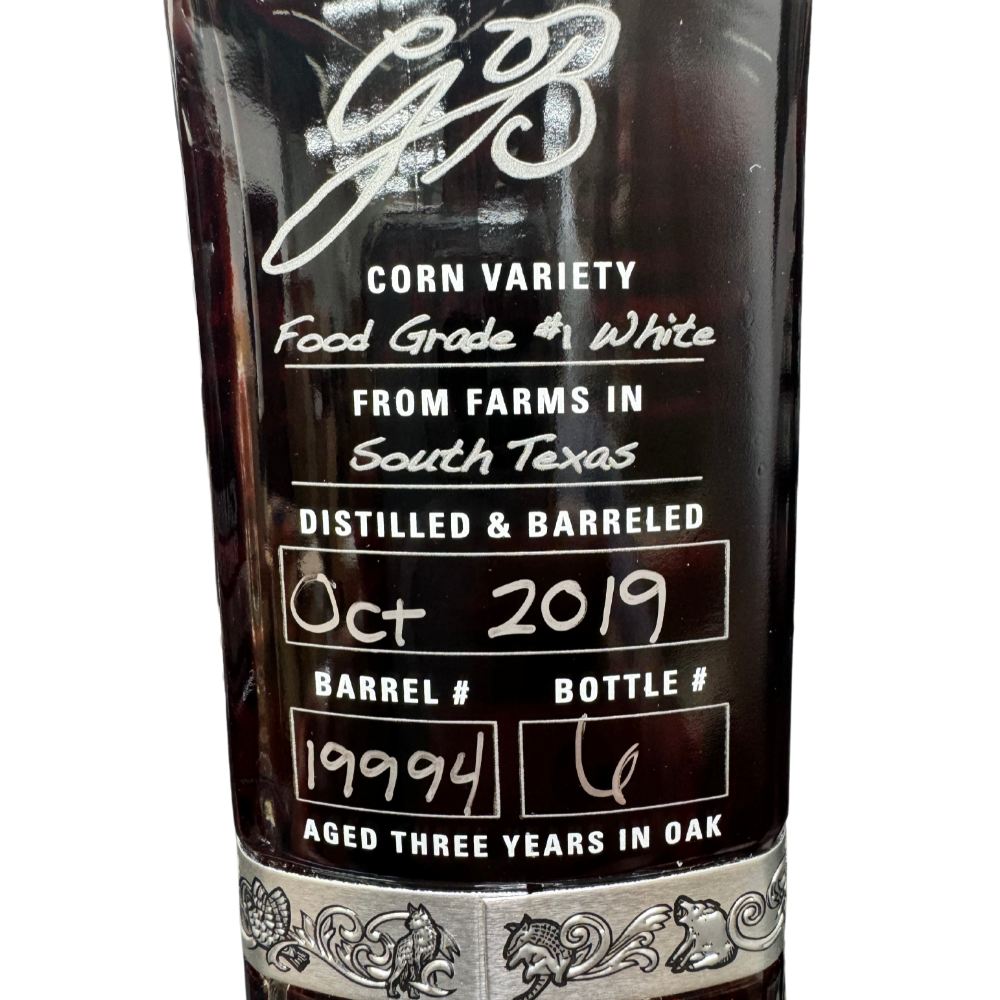 GB
CORN VARIETY
Food Grade #1 White
FROM FARMS IN
South Texas
DISTILLED & BARRELED
Oct 2019
BARREL # BOTTLE #
19994 6
AGED THREE YEARS IN OAK